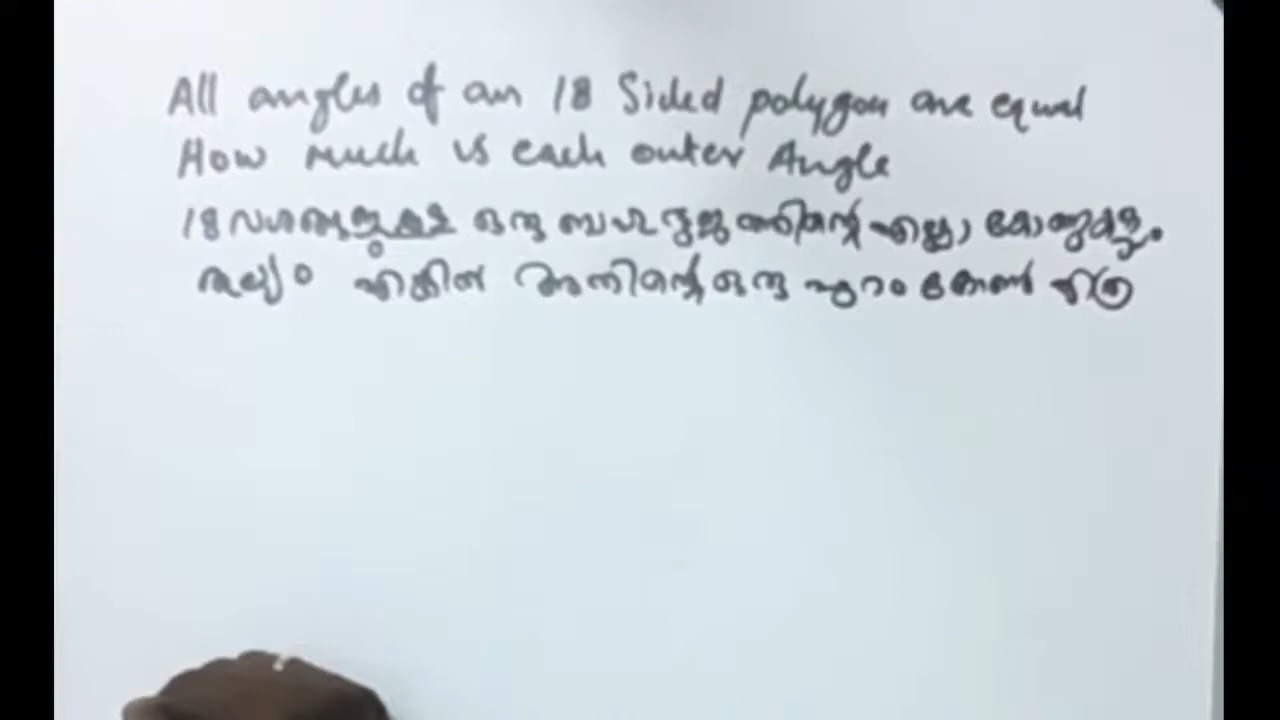 All angles of an 18 Sided polygon are equal
How much is each outer Angle
18 വശങ്ങളുള്ള ഒരു ബഹുഭുജത്തിന്റെ എല്ലാ കോണുകളും
തുല്യം എങ്കിൽ അതിന്റെ ഒരു പുറം കോൺ എത്ര